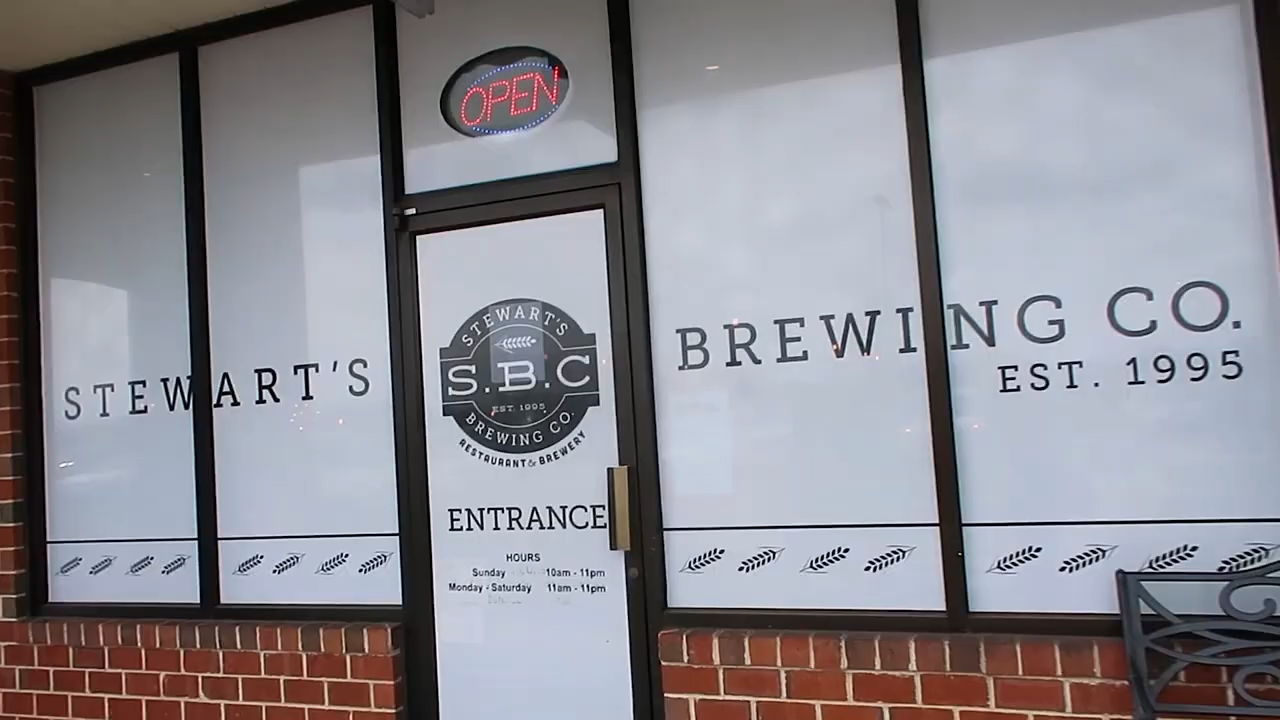 OPEN
STEWART'S
BREWING CO.
EST. 1995
STEWART'S
S.B.C
EST. 1995
BREWING CO.
RESTAURANT & BREWERY
ENTRANCE
HOURS
Sunday 10am - 11pm
Monday - Saturday 11am - 11pm